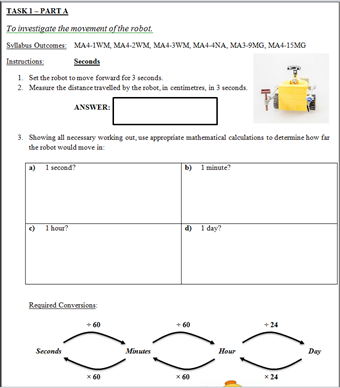 TASK 1 – PART A
To investigate the movement of the robot.
Syllabus Outcomes: MA4-1WM, MA4-2WM, MA4-3WM, MA4-4NA, MA3-9MG, MA4-15MG
Instructions: Seconds
1. Set the robot to move forward for 3 seconds.
2. Measure the distance travelled by the robot, in centimetres, in 3 seconds.
ANSWER:
3. Showing all necessary working out, use appropriate mathematical calculations to determine how far
the robot would move in:
a) 1 second? b) 1 minute?
c) 1 hour? d) 1 day?
Required Conversions:
÷ 60 ÷ 60 ÷ 24
Seconds Minutes Hour Day
× 60 × 60 × 24